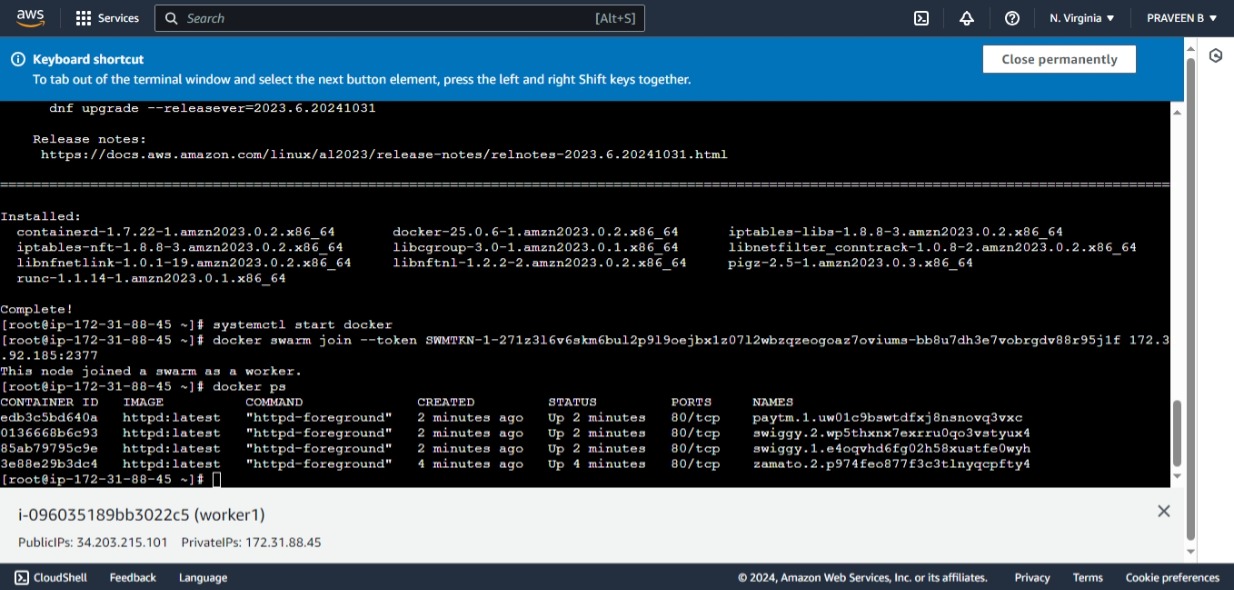 aws Services Search [Alt+S] N. Virginia ▼ PRAVEEN B ▼
Keyboard shortcut
To tab out of the terminal window and select the next button element, press the left and right Shift keys together.
Close permanently
dnf upgrade --releasever=2023.6.20241031
Release notes:
https://docs.aws.amazon.com/linux/al2023/release-notes/relnotes-2023.6.20241031.html
Installed:
containerd-1.7.22-1.amzn2023.0.2.x86_64 docker-25.0.6-1.amzn2023.0.2.x86_64 iptables-libs-1.8.8-3.amzn2023.0.2.x86_64
iptables-nft-1.8.8-3.amzn2023.0.2.x86_64 libcgroup-3.0-1.amzn2023.0.1.x86_64 libnetfilter_conntrack-1.0.8-2.amzn2023.0.2.x86_64
libnfnetlink-1.0.1-19.amzn2023.0.2.x86_64 libnftnl-1.2.2-2.amzn2023.0.2.x86_64 pigz-2.5-1.amzn2023.0.3.x86_64
runc-1.1.14-1.amzn2023.0.1.x86_64
Complete!
[root@ip-172-31-88-45 ~]# systemctl start docker
[root@ip-172-31-88-45 ~]# docker swarm join --token SWMTKN-1-271z3l6v6skm6bul2p9l9oejbx1z07l2wbzqzeogoaz7oviums-bb8u7dh3e7vobrgdv88r95j1f 172.3
.92.185:2377
This node joined a swarm as a worker.
[root@ip-172-31-88-45 ~]# docker ps
CONTAINER ID IMAGE COMMAND CREATED STATUS PORTS NAMES
edb3c5bd640a httpd:latest "httpd-foreground" 2 minutes ago Up 2 minutes 80/tcp paytm.1.uw01c9bswtdfxj8nsnovq3vxc
0136668b6c93 httpd:latest "httpd-foreground" 2 minutes ago Up 2 minutes 80/tcp swiggy.2.wp5thxnx7exrru0qo3vstyux4
85ab79795c9e httpd:latest "httpd-foreground" 2 minutes ago Up 2 minutes 80/tcp swiggy.1.e4oqvhd6fg02h58xustfe0wyh
3e88e29b3dc4 httpd:latest "httpd-foreground" 4 minutes ago Up 4 minutes 80/tcp zamato.2.p974feo877f3c3tlnyqcpfty4
[root@ip-172-31-88-45 ~]#
i-096035189bb3022c5 (worker1)
PublicIPs: 34.203.215.101 PrivateIPs: 172.31.88.45
CloudShell Feedback Language © 2024, Amazon Web Services, Inc. or its affiliates. Privacy Terms Cookie preferences